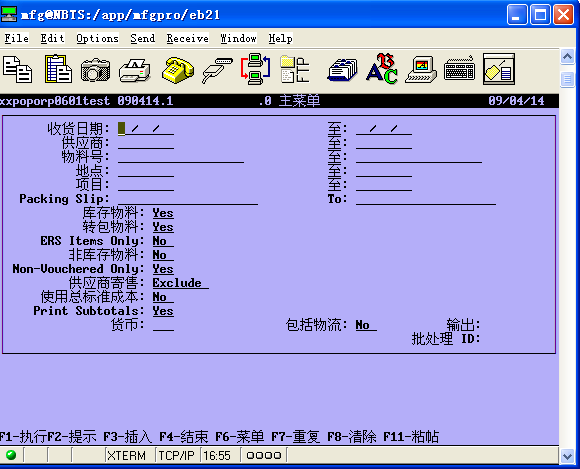 mfg@NBTS:/app/mfgpro/eb21
File Edit Options Send Receive Window Help
xxpoporp0601test 090414.1 .0 主菜单 09/04/14
收货日期: / / 至: / /
供应商: 至:
物料号: 至:
地点: 至:
项目: 至:
Packing Slip: To:
库存物料: Yes
转包物料: Yes
ERS Items Only: No
非库存物料: No
Non-Vouchered Only: Yes
供应商寄售: Exclude
使用总标准成本: No
Print Subtotals: Yes
货币: 包括物流: No 输出:
批处理 ID:
F1-执行F2-提示 F3-插入 F4-结束 F6-菜单 F7-重复 F8-清除 F11-粘帖
XTERM TCP/IP 16:55